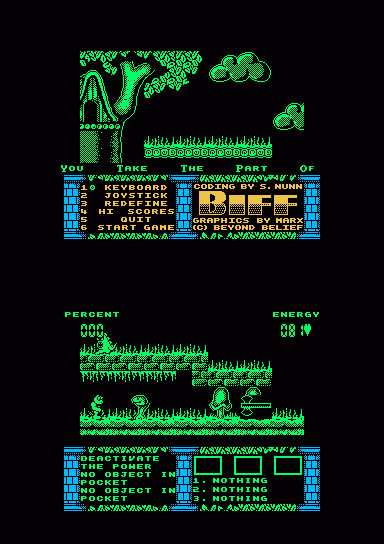 You Take The Part Of
10 KEYBOARD
2 JOYSTICK
3 REDEFINE
4 HI SCORES
5 QUIT
6 START GAME
CODING BY S. NUNN
BIFF
GRAPHICS BY MARX
(C) BEYOND BELIEF
PERCENT ENERGY
000 081
DEACTIVATE
THE POWER
NO OBJECT IN
POCKET
NO OBJECT IN
POCKET
1. NOTHING
2. NOTHING
3. NOTHING